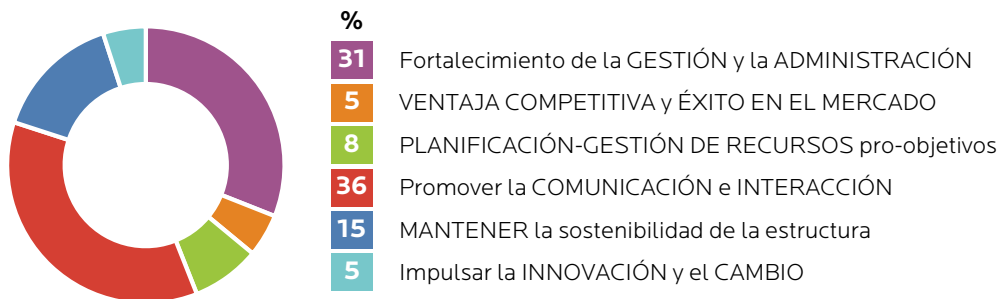 %
31 Fortalecimiento de la GESTIÓN y la ADMINISTRACIÓN
5 VENTAJA COMPETITIVA y ÉXITO EN EL MERCADO
8 PLANIFICACIÓN-GESTIÓN DE RECURSOS pro-objetivos
36 Promover la COMUNICACIÓN e INTERACCIÓN
15 MANTENER la sostenibilidad de la estructura
5 Impulsar la INNOVACIÓN y el CAMBIO